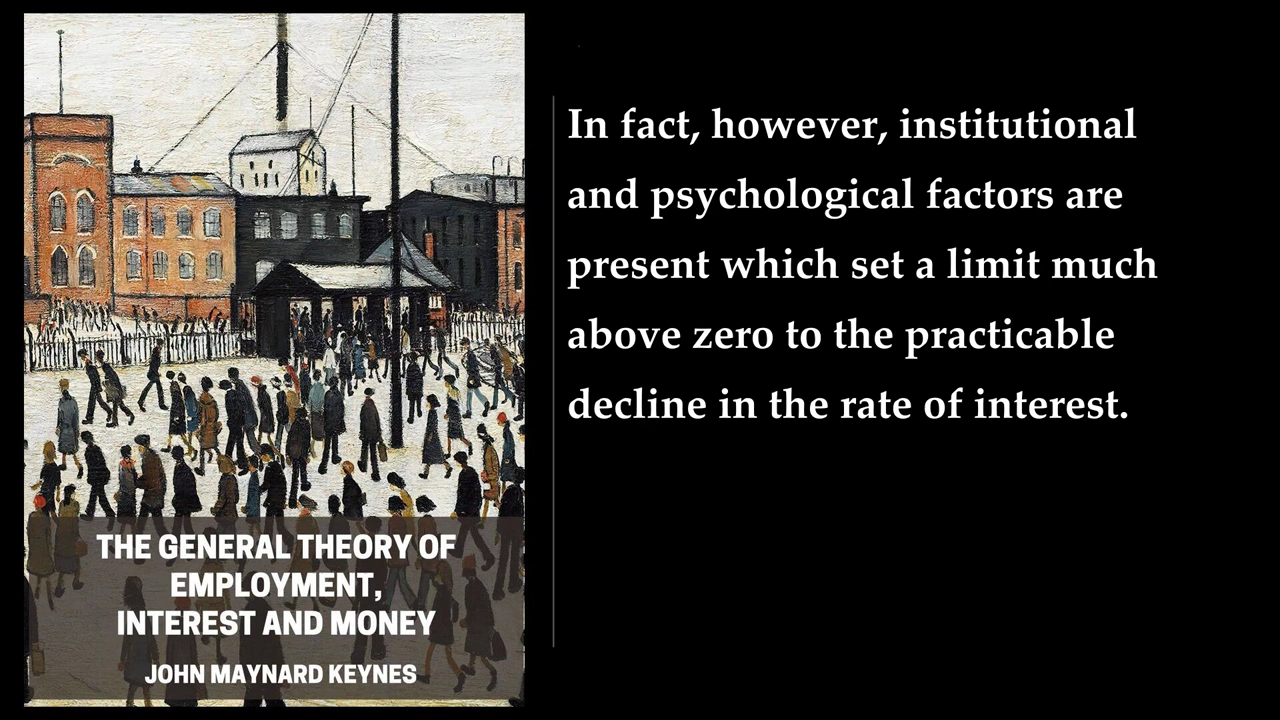 In fact, however, institutional
and psychological factors are
present which set a limit much
above zero to the practicable
decline in the rate of interest.
THE GENERAL THEORY OF
EMPLOYMENT,
INTEREST AND MONEY
JOHN MAYNARD KEYNES